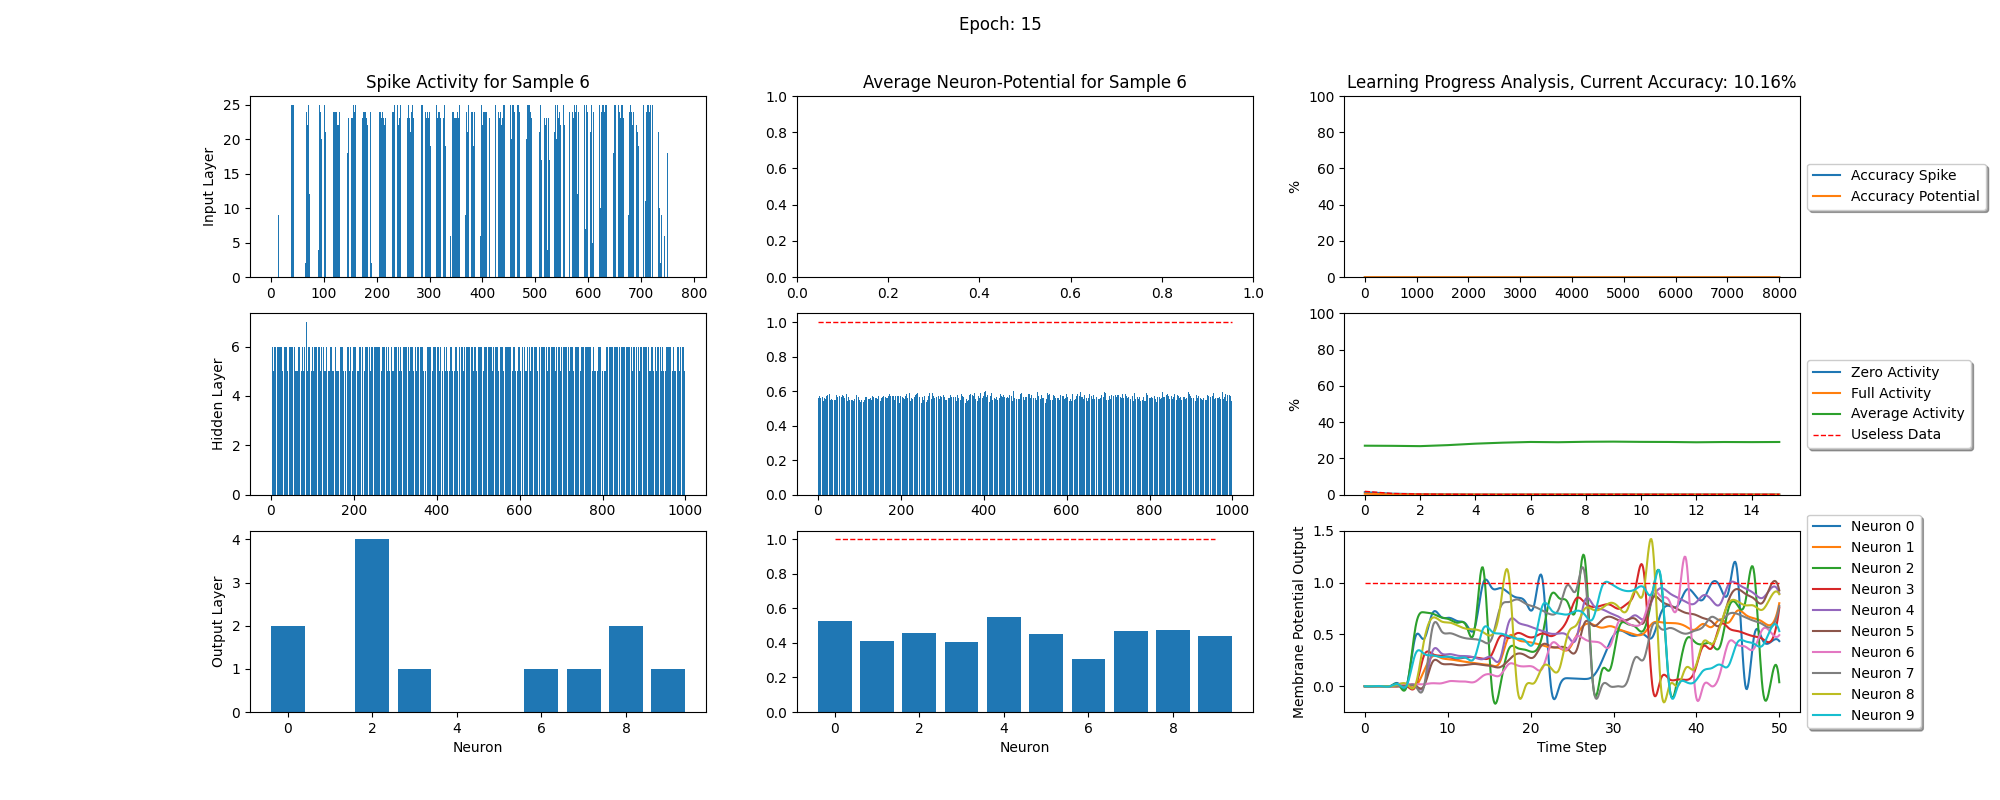 Epoch: 15
Spike Activity for Sample 6
Average Neuron-Potential for Sample 6
Learning Progress Analysis, Current Accuracy: 10.16%
Input Layer
25
20
15
10
5
0
0 100 200 300 400 500 600 700 800
1.0
0.8
0.6
0.4
0.2
0.0
0.0 0.2 0.4 0.6 0.8 1.0
%
100
80
60
40
20
0
0 1000 2000 3000 4000 5000 6000 7000 8000
Accuracy Spike
Accuracy Potential
Hidden Layer
6
4
2
0
0 200 400 600 800 1000
1.0
0.8
0.6
0.4
0.2
0.0
0 200 400 600 800 1000
%
100
80
60
40
20
0
0 2 4 6 8 10 12 14
Zero Activity
Full Activity
Average Activity
Useless Data
Output Layer
4
3
2
1
0
0 2 4 6 8
Neuron
1.0
0.8
0.6
0.4
0.2
0.0
0 2 4 6 8
Neuron
Membrane Potential Output
1.5
1.0
0.5
0.0
0 10 20 30 40 50
Time Step
Neuron 0
Neuron 1
Neuron 2
Neuron 3
Neuron 4
Neuron 5
Neuron 6
Neuron 7
Neuron 8
Neuron 9